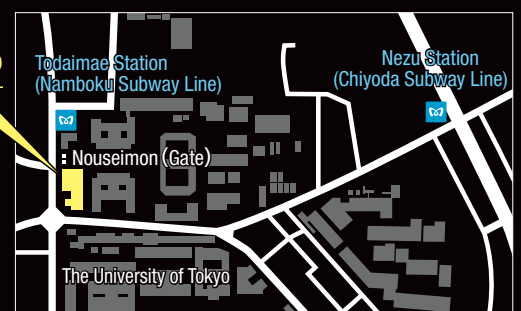 Todaimae Station
(Namboku Subway Line)
Nezu Station
(Chiyoda Subway Line)
Nouseimon (Gate)
The University of Tokyo